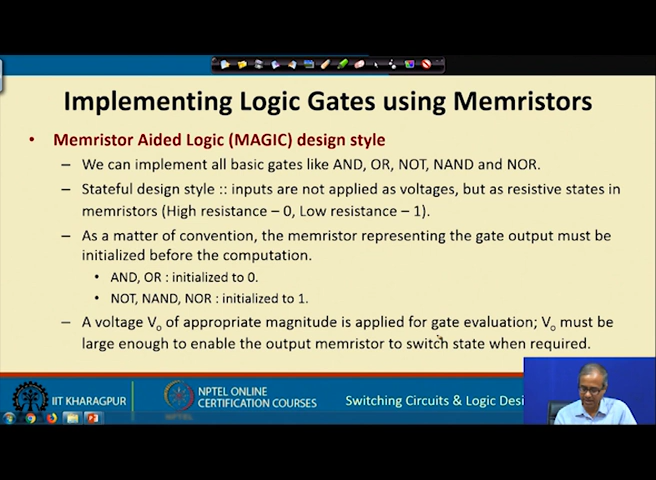 Implementing Logic Gates using Memristors
• Memristor Aided Logic (MAGIC) design style
– We can implement all basic gates like AND, OR, NOT, NAND and NOR.
– Stateful design style :: inputs are not applied as voltages, but as resistive states in
memristors (High resistance – 0, Low resistance – 1).
– As a matter of convention, the memristor representing the gate output must be
initialized before the computation.
• AND, OR : initialized to 0.
• NOT, NAND, NOR : initialized to 1.
– A voltage Vo of appropriate magnitude is applied for gate evaluation; Vo must be
large enough to enable the output memristor to switch state when required.
IIT KHARAGPUR
NPTEL ONLINE
CERTIFICATION COURSES
Switching Circuits & Logic Desi
NPTEL